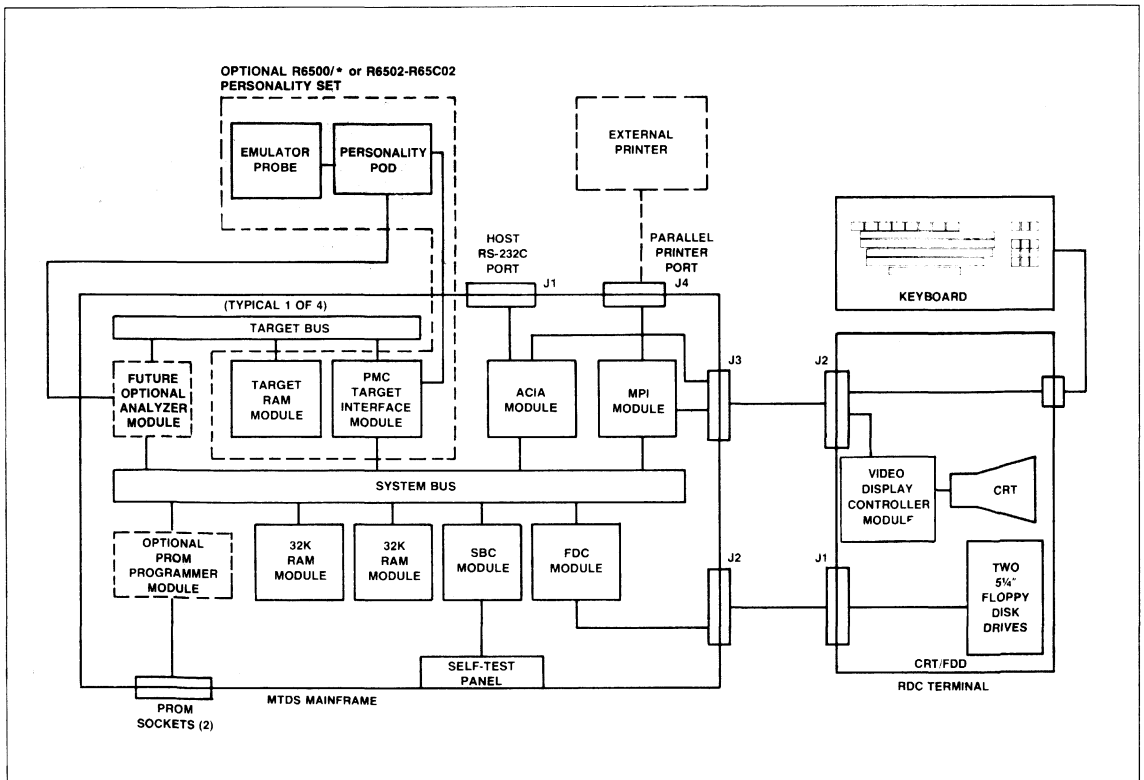 OPTIONAL R6500/* or R6502-R65C02
PERSONALITY SET
EMULATOR
PROBE
PERSONALITY
POD
EXTERNAL
PRINTER
HOST
RS-232C
PORT
J1
PARALLEL
PRINTER
PORT
J4
KEYBOARD
(TYPICAL 1 OF 4)
TARGET BUS
FUTURE
OPTIONAL
ANALYZER
MODULE
TARGET
RAM
MODULE
PMC
TARGET
INTERFACE
MODULE
ACIA
MODULE
MPI
MODULE
J3
J2
SYSTEM BUS
VIDEO
DISPLAY
CONTROLLER
MODULE
CRT
OPTIONAL
PROM
PROGRAMMER
MODULE
32K
RAM
MODULE
32K
RAM
MODULE
SBC
MODULE
FDC
MODULE
J2
J1
TWO
5¼"
FLOPPY
DISK
DRIVES
SELF-TEST
PANEL
CRT/FDD
RDC TERMINAL
MTDS MAINFRAME
PROM
SOCKETS (2)